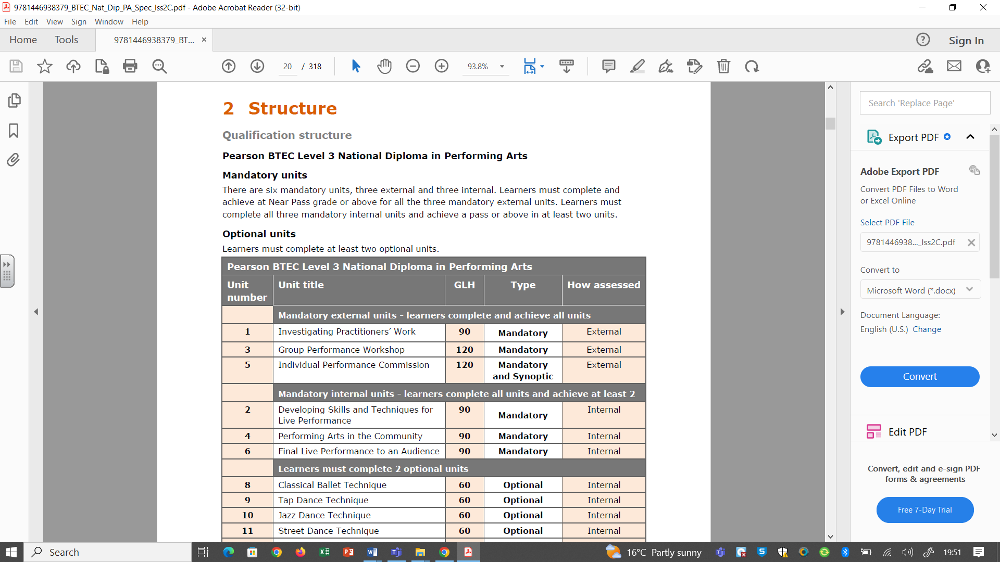 9781446938379_BTEC_Nat_Dip_PA_Spec_Iss2C.pdf - Adobe Acrobat Reader (32-bit)
File Edit View Sign Window Help
Home Tools 9781446938379_BT... ×
? Sign In
20 / 318 93.8%
2 Structure
Qualification structure
Pearson BTEC Level 3 National Diploma in Performing Arts
Mandatory units
There are six mandatory units, three external and three internal. Learners must complete and
achieve at Near Pass grade or above for all the three mandatory external units. Learners must
complete all three mandatory internal units and achieve a pass or above in at least two units.
Optional units
Learners must complete at least two optional units.
Pearson BTEC Level 3 National Diploma in Performing Arts
Unit number Unit title GLH Type How assessed
Mandatory external units - learners complete and achieve all units
1 Investigating Practitioners’ Work 90 Mandatory External
3 Group Performance Workshop 120 Mandatory External
5 Individual Performance Commission 120 Mandatory and Synoptic External
Mandatory internal units - learners complete all units and achieve at least 2
2 Developing Skills and Techniques for Live Performance 90 Mandatory Internal
4 Performing Arts in the Community 90 Mandatory Internal
6 Final Live Performance to an Audience 90 Mandatory Internal
Learners must complete 2 optional units
8 Classical Ballet Technique 60 Optional Internal
9 Tap Dance Technique 60 Optional Internal
10 Jazz Dance Technique 60 Optional Internal
11 Street Dance Technique 60 Optional Internal
Search 'Replace Page'
Export PDF
Adobe Export PDF
Convert PDF Files to Word
or Excel Online
Select PDF File
9781446938..._Iss2C.pdf
Convert to
Microsoft Word (*.docx)
Document Language:
English (U.S.) Change
Convert
Edit PDF
Convert, edit and e-sign PDF
forms & agreements
Free 7-Day Trial
Search
16°C Partly sunny
19:51